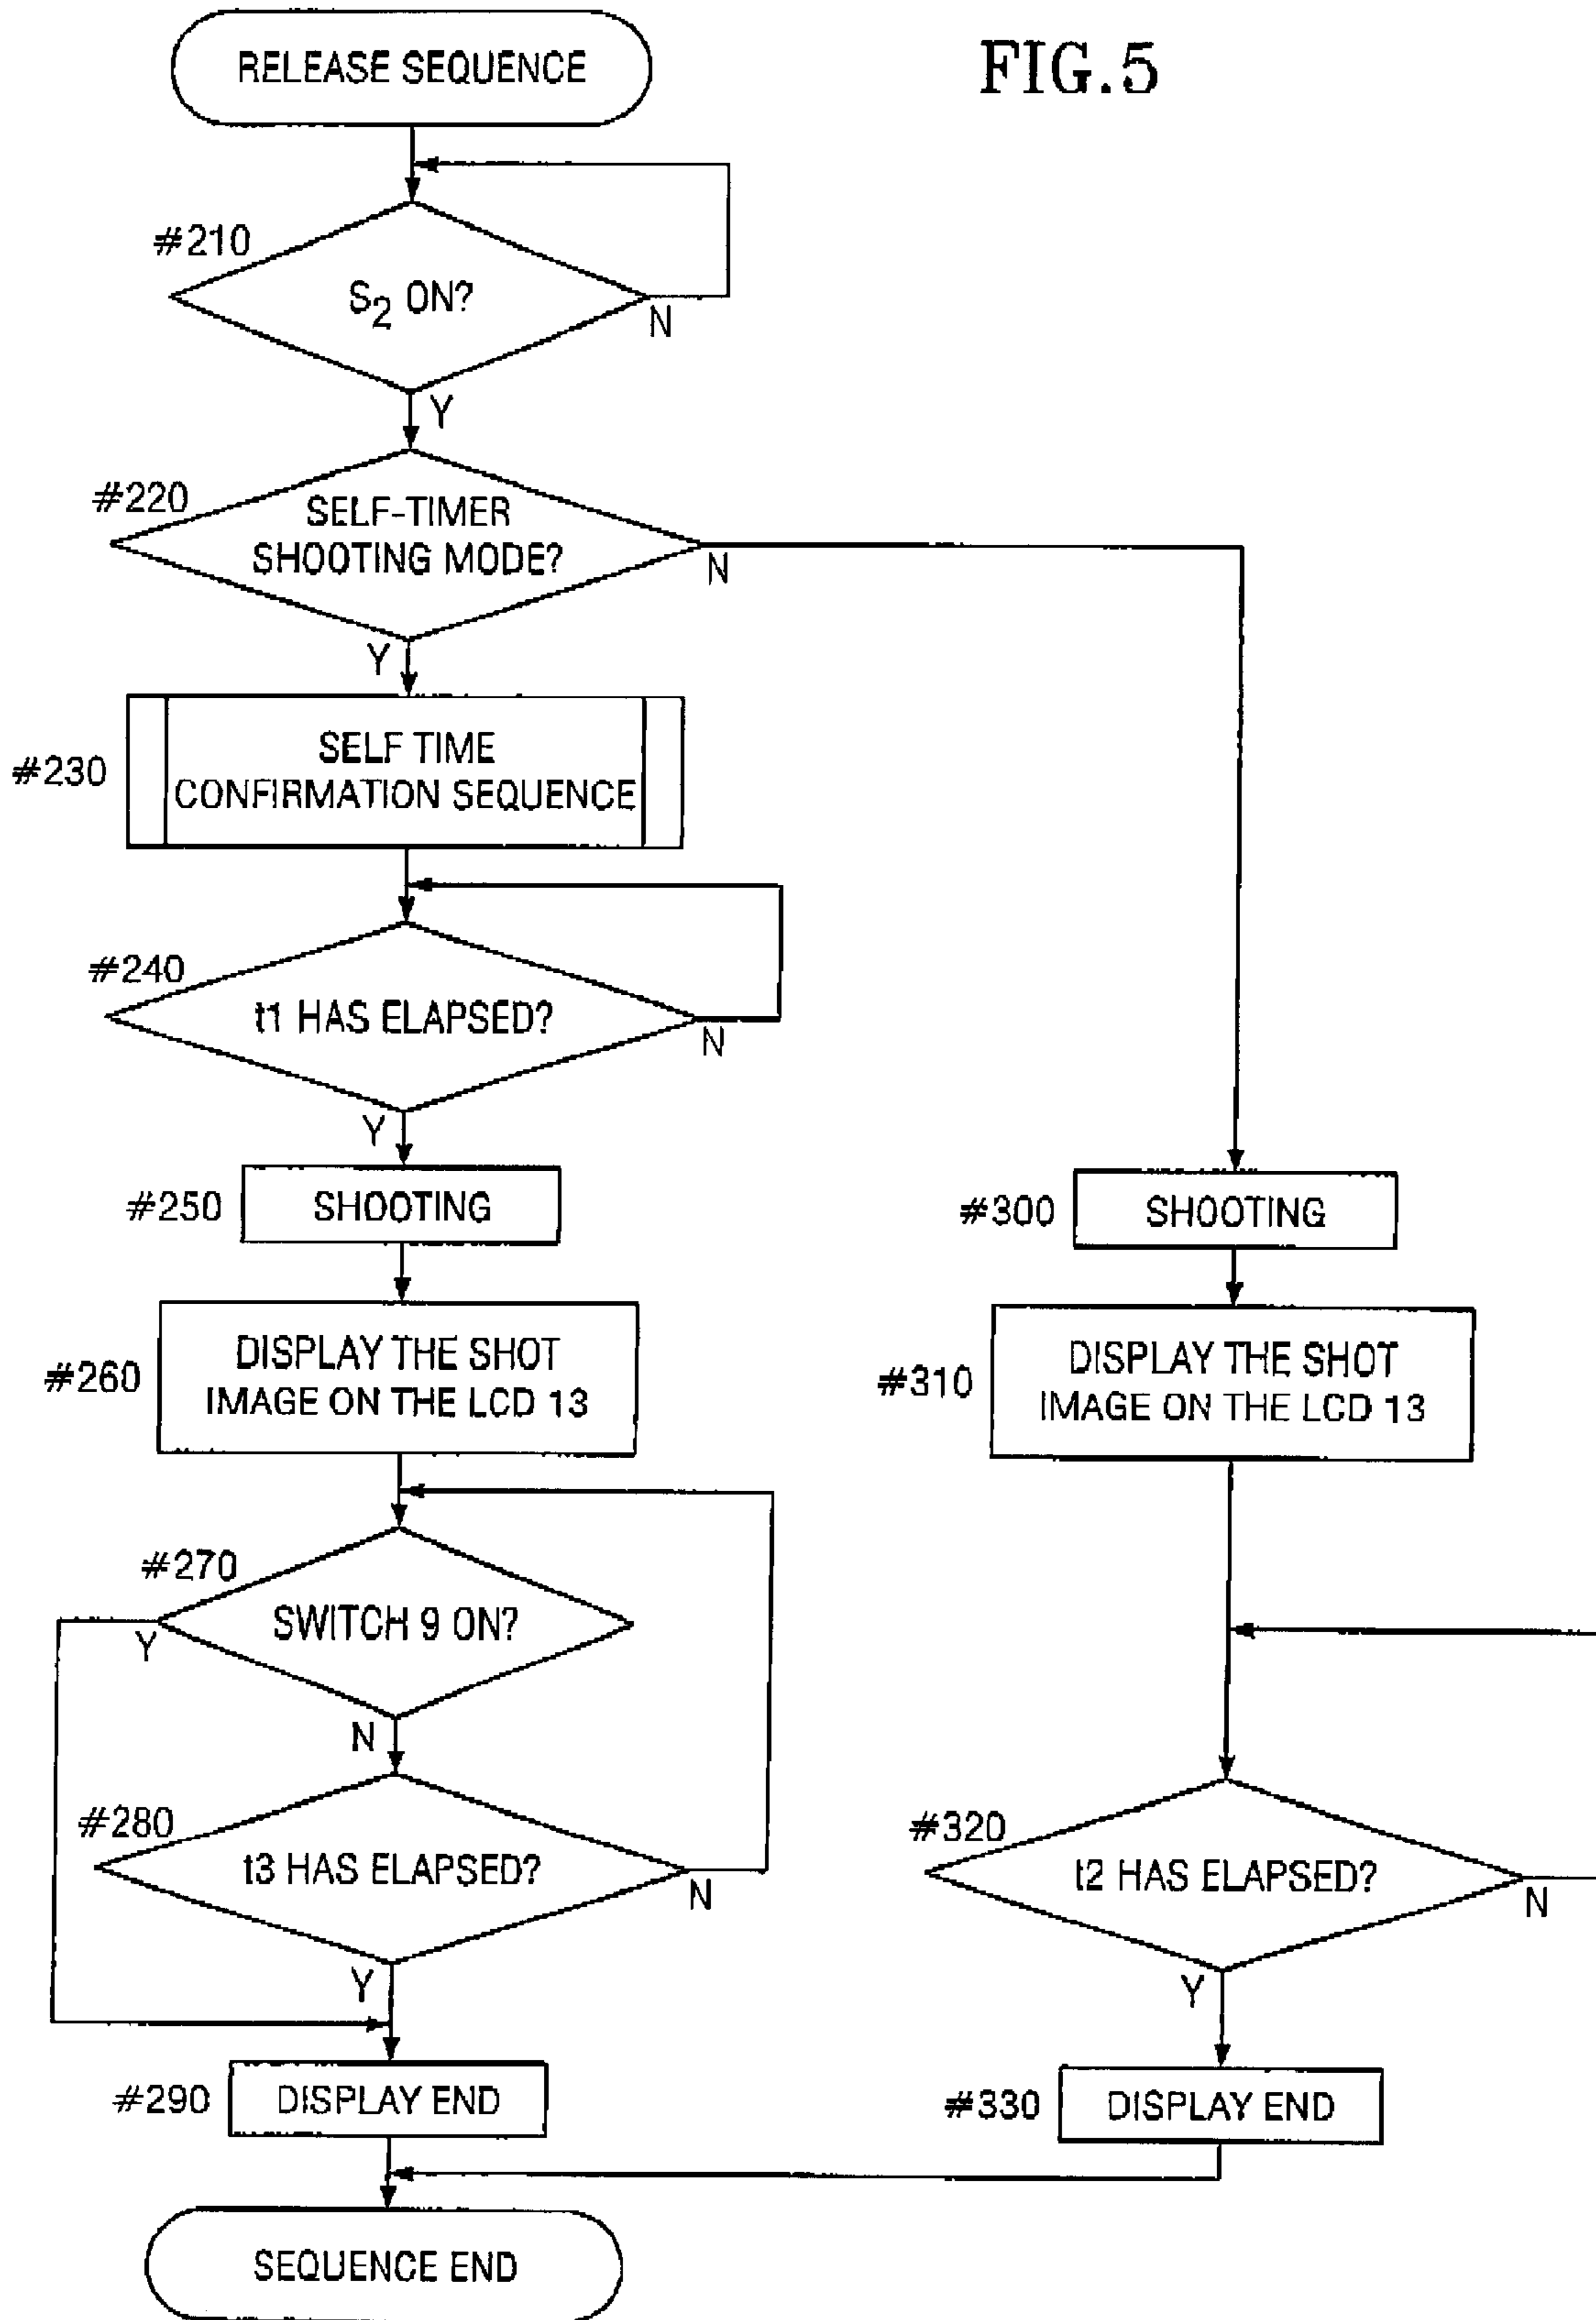 FIG.5
RELEASE SEQUENCE
#210
S2 ON?
N
Y
#220
SELF-TIMER
SHOOTING MODE?
N
Y
#230
SELF TIME
CONFIRMATION SEQUENCE
#240
t1 HAS ELAPSED?
N
Y
#250
SHOOTING
#260
DISPLAY THE SHOT
IMAGE ON THE LCD 13
#270
SWITCH 9 ON?
Y
N
#280
t3 HAS ELAPSED?
N
Y
#290
DISPLAY END
#300
SHOOTING
#310
DISPLAY THE SHOT
IMAGE ON THE LCD 13
#320
t2 HAS ELAPSED?
N
Y
#330
DISPLAY END
SEQUENCE END